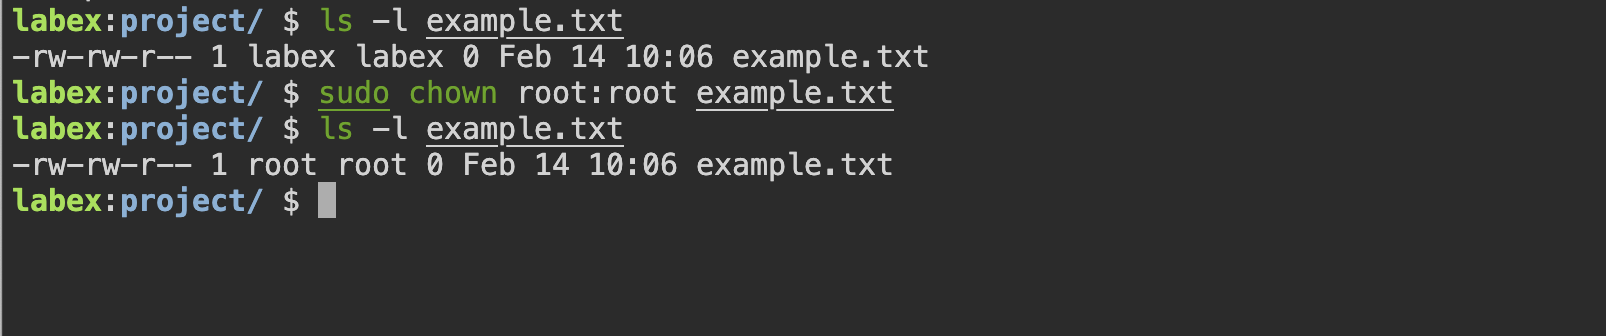 labex:project/ $ ls -l example.txt
-rw-rw-r-- 1 labex labex 0 Feb 14 10:06 example.txt
labex:project/ $ sudo chown root:root example.txt
labex:project/ $ ls -l example.txt
-rw-rw-r-- 1 root root 0 Feb 14 10:06 example.txt
labex:project/ $